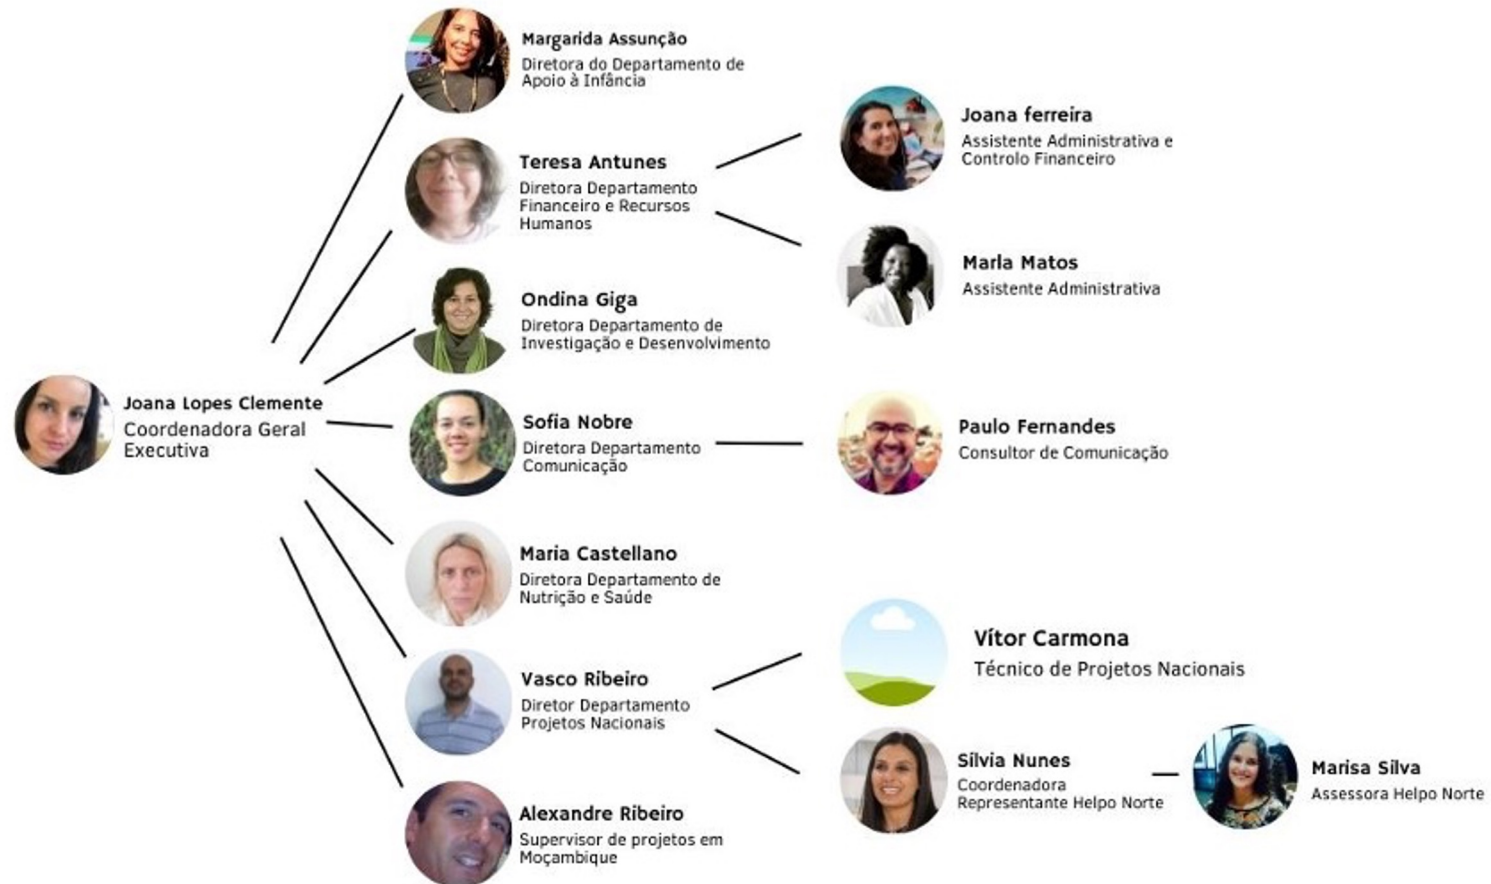 Margarida Assunção
Diretora do Departamento de
Apoio à Infância
Joana ferreira
Assistente Administrativa e
Controlo Financeiro
Teresa Antunes
Diretora Departamento
Financeiro e Recursos
Humanos
Marla Matos
Assistente Administrativa
Ondina Giga
Diretora Departamento de
Investigação e Desenvolvimento
Joana Lopes Clemente
Coordenadora Geral
Executiva
Sofia Nobre
Diretora Departamento
Comunicação
Paulo Fernandes
Consultor de Comunicação
Maria Castellano
Diretora Departamento de
Nutrição e Saúde
Vítor Carmona
Técnico de Projetos Nacionais
Vasco Ribeiro
Diretor Departamento
Projetos Nacionais
Sílvia Nunes
Coordenadora
Representante Helpo Norte
Marisa Silva
Assessora Helpo Norte
Alexandre Ribeiro
Supervisor de projetos em
Moçambique